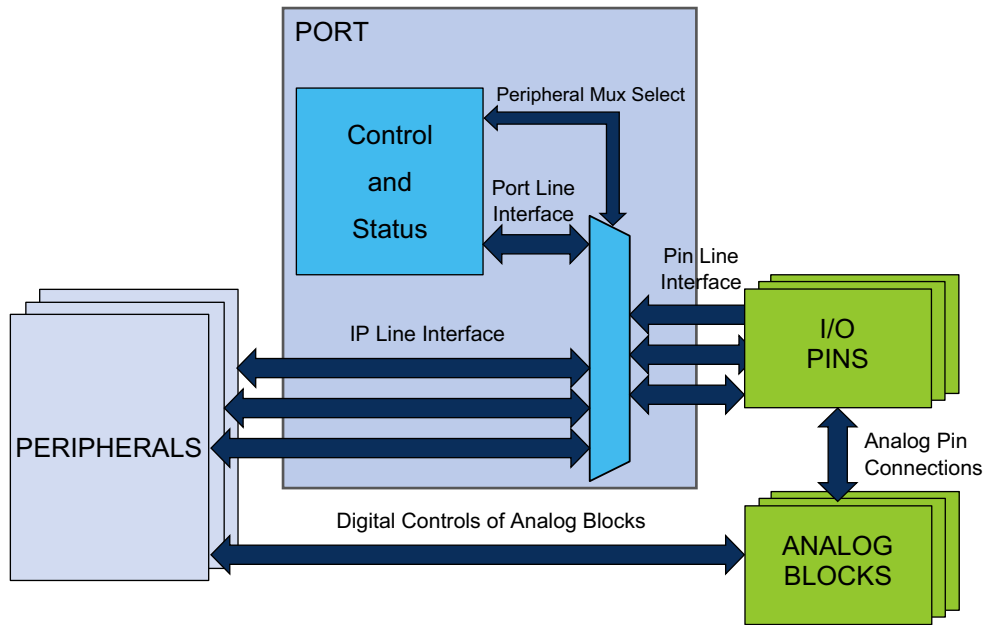 PORT
Peripheral Mux Select
Control
and
Status
Port Line
Interface
Pin Line
Interface
I/O
PINS
IP Line Interface
PERIPHERALS
Analog Pin
Connections
Digital Controls of Analog Blocks
ANALOG
BLOCKS